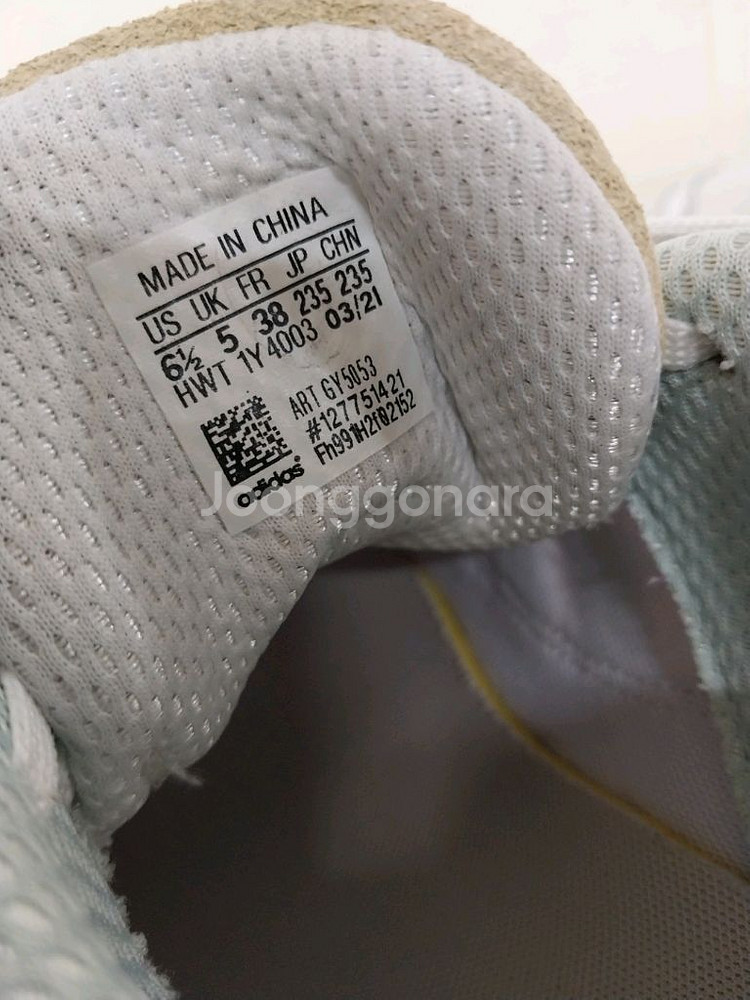 MADE IN CHINA
US UK FR JP CHN
6½ 5 38 235 235
HWT 1Y4003 03/21
ART GY5053
#127751421
Fh991H2f02152
adidas
Joonggonara